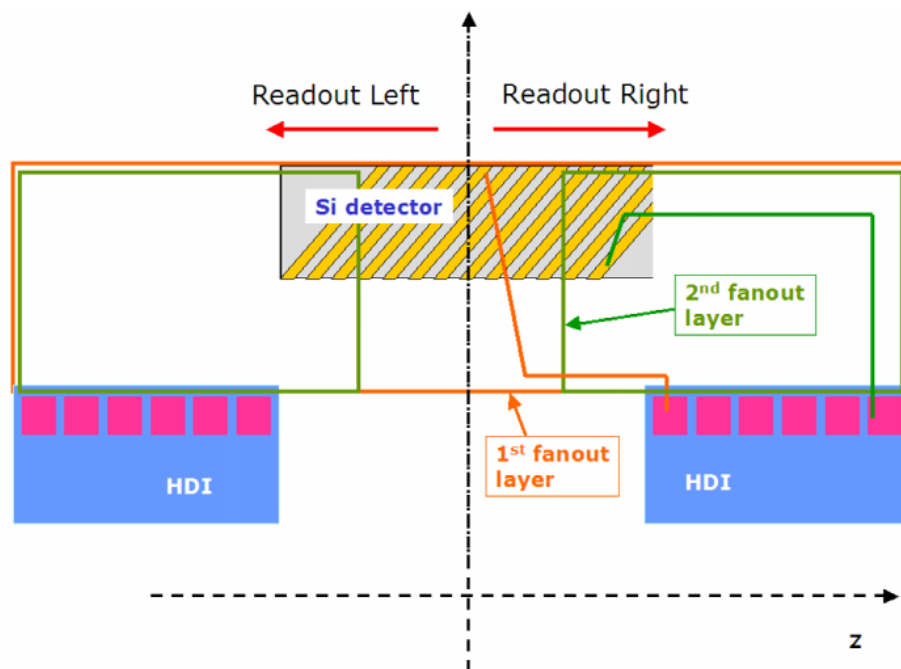 Readout Left
Readout Right
Si detector
2nd fanout
layer
1st fanout
layer
HDI
HDI
z